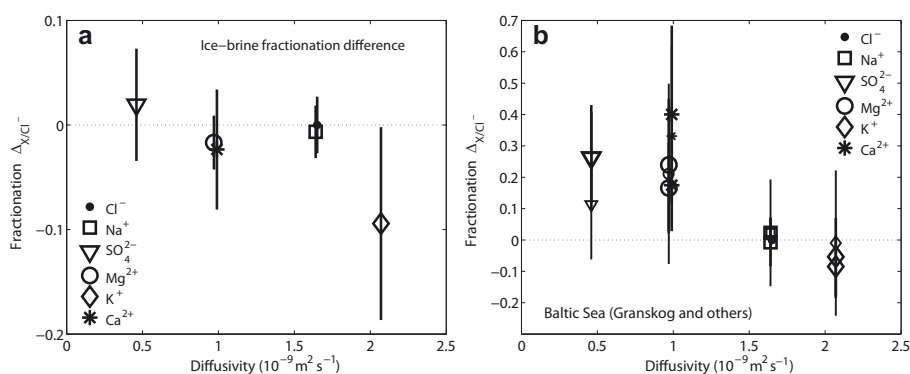 a
Ice−brine fractionation difference
Fractionation Δ_{X/Cl⁻}
0.1
0
−0.1
−0.2
Cl⁻
Na⁺
SO₄²⁻
Mg²⁺
K⁺
Ca²⁺
0 0.5 1 1.5 2 2.5
Diffusivity (10⁻⁹ m² s⁻¹)
b
Fractionation Δ_{X/Cl⁻}
0.7
0.6
0.5
0.4
0.3
0.2
0.1
0
−0.1
−0.2
Cl⁻
Na⁺
SO₄²⁻
Mg²⁺
K⁺
Ca²⁺
Baltic Sea (Granskog and others)
0 0.5 1 1.5 2 2.5
Diffusivity (10⁻⁹ m² s⁻¹)